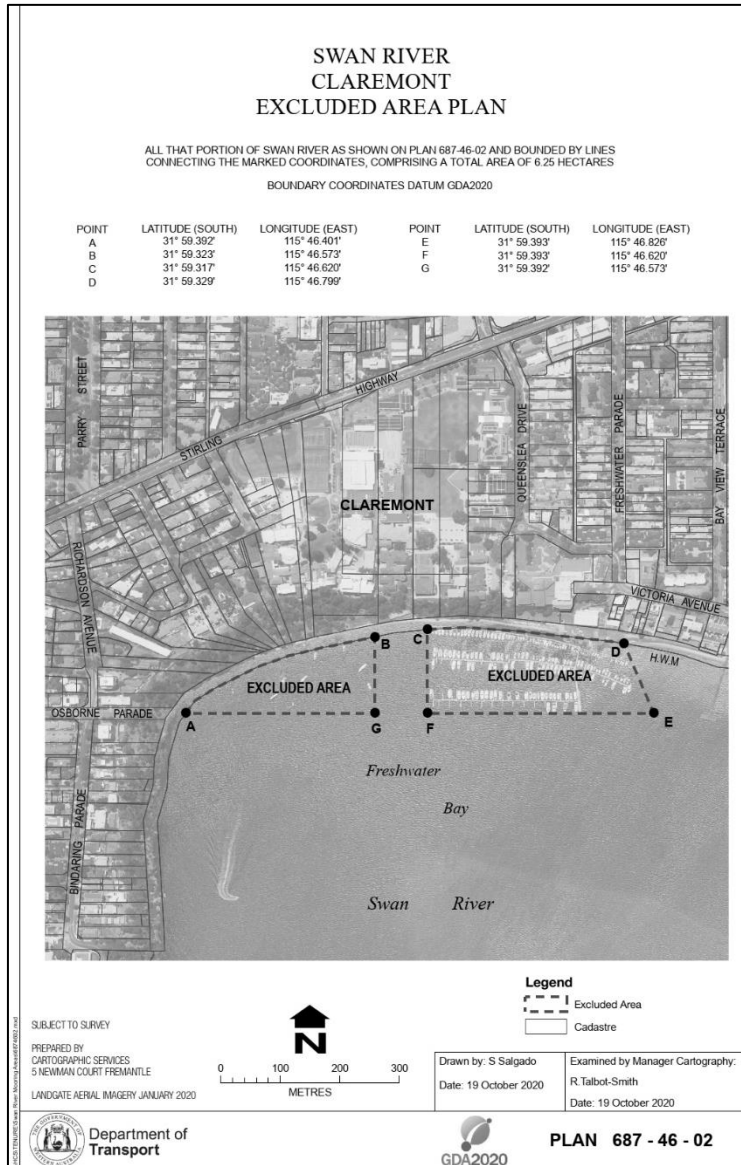 SWAN RIVER
CLAREMONT
EXCLUDED AREA PLAN
ALL THAT PORTION OF SWAN RIVER AS SHOWN ON PLAN 687-46-02 AND BOUNDED BY LINES
CONNECTING THE MARKED COORDINATES, COMPRISING A TOTAL AREA OF 6.25 HECTARES
BOUNDARY COORDINATES DATUM GDA2020
POINT LATITUDE (SOUTH) LONGITUDE (EAST) POINT LATITUDE (SOUTH) LONGITUDE (EAST)
A 31° 59.392' 115° 46.401' E 31° 59.393' 115° 46.826'
B 31° 59.323' 115° 46.573' F 31° 59.393' 115° 46.620'
C 31° 59.317' 115° 46.620' G 31° 59.392' 115° 46.573'
D 31° 59.329' 115° 46.799'
PARRY STREET
STIRLING HIGHWAY
QUEENSLEA DRIVE
FRESHWATER PARADE
BAY VIEW TERRACE
CLAREMONT
RICHARDSON AVENUE
VICTORIA AVENUE
B
C
D
H.W.M
EXCLUDED AREA
EXCLUDED AREA
OSBORNE PARADE
A
G
F
E
Freshwater
Bay
BINDARING PARADE
Swan River
Legend
Excluded Area
Cadastre
SUBJECT TO SURVEY
PREPARED BY
CARTOGRAPHIC SERVICES
5 NEWMAN COURT FREMANTLE
LANDGATE AERIAL IMAGERY JANUARY 2020
N
0 100 200 300
METRES
Drawn by: S Salgado
Date: 19 October 2020
Examined by Manager Cartography:
R.Talbot-Smith
Date: 19 October 2020
Department of
Transport
GDA2020
PLAN 687 - 46 - 02